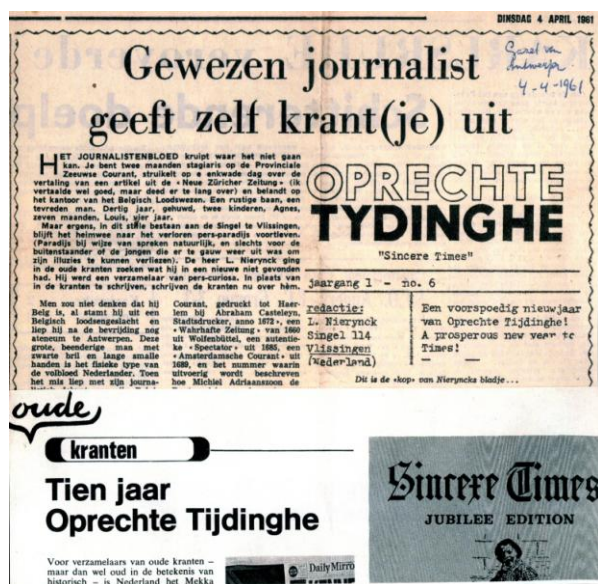 DINSDAG 4 APRIL 1961
Gazet van
Antwerpen
4-4-1961
Gewezen journalist
geeft zelf krant(je) uit
HET JOURNALISTENBLOED kruipt waar het niet gaan
kan. Je bent twee maanden stagiaris op de Provinciale
Zeeuwse Courant, struikelt op e enkwade dag over de
vertaling van een artikel uit de «Neue Züricher Zeitung» (ik
vertaalde wel goed, maar deed er te lang over) en belandt op
het kantoor van het Belgisch Loodswezen. Een rustige baan, een
tevreden man. Dertig jaar, gehuwd, twee kinderen, Agnes,
zeven maanden, Louis, vier jaar.
Maar ergens, in dit stille bestaan aan de Singel te Vlissingen,
blijft het heimwee naar het verloren pers-paradijs voortleven.
(Paradijs bij wijze van spreken natuurlijk, en slechts voor de
buitenstaander of de jongen die er te gauw weer uit was om
zijn illuzies te kunnen verliezen). De heer L. Nierynck ging
in de oude kranten zoeken wat hij in een nieuwe niet gevonden
had. Hij werd een verzamelaar van pers-curiosa. In plaats van
in de kranten te schrijven, schrijven de kranten nu over hèm.
Men zou niet denken dat hij
Belg is, al stamt hij uit een
Belgisch loodsengeslacht en
liep hij na de bevrijding nog
ateneum te Antwerpen. Deze
grote, beenderige man met
zwarte bril en lange smalle
handen is het fisieke type van
de volbloed Nederlander. Toen
het mis liep met zijn journa-
Courant, gedrukt tot Haer-
lem bij Abraham Casteleyn,
Stadtsdrucker, anno 1672, een
«Wahrhafte Zeitung» van 1660
uit Wolfenbüttel, een autentie-
ke «Spectator» uit 1685, een
«Amsterdamsche Courant» uit
1689, en het nummer waarin
uitvoerig wordt beschreven
hoe Michiel Adriaanszoon de
OPRECHTE
TYDINGHE
"Sincere Times"
jaargang 1 - no. 6
redactie:
L. Nierynck
Singel 114
Vlissingen
(Nederland)
Een voorspoedig nieuwjaar
van Oprechte Tijdinghe!
A prosperous new year to
Times!
Dit is de «kop» van Nieryncks bladje...
oude
kranten
Tien jaar
Oprechte Tijdinghe
Voor verzamelaars van oude kranten –
maar dan wel oud in de betekenis van
historisch – is Nederland het Mekka
Daily Mirro
Sincere Times
JUBILEE EDITION